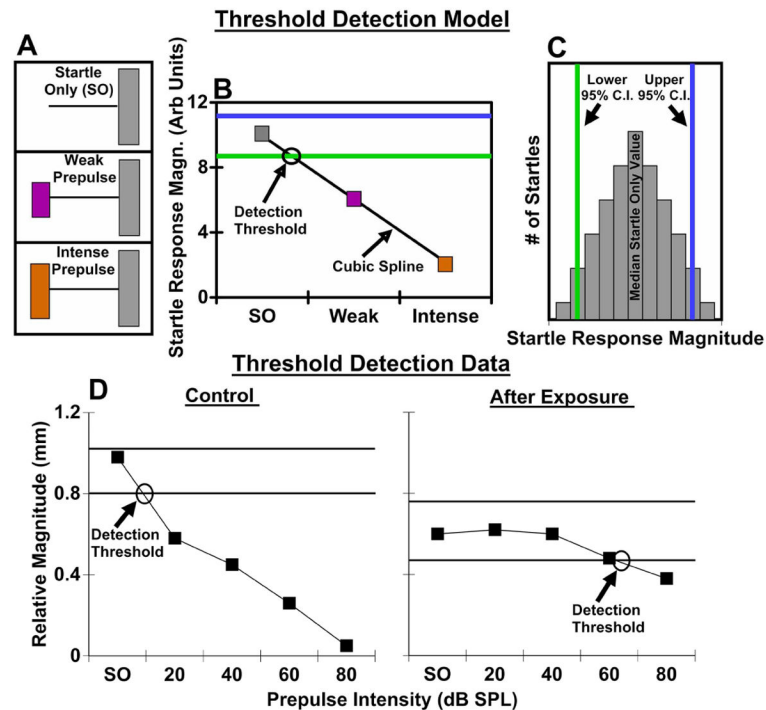 Threshold Detection Model
A
Startle
Only (SO)
Weak
Prepulse
Intense
Prepulse
B
Startle Response Magn. (Arb Units)
12
8
4
0
Detection
Threshold
Cubic Spline
SO Weak Intense
C
Lower Upper
95% C.I. 95% C.I.
# of Startles
Median Startle Only Value
Startle Response Magnitude
Threshold Detection Data
D
Control
Relative Magnitude (mm)
1.2
0.8
0.4
0
Detection
Threshold
SO 20 40 60 80
After Exposure
Detection
Threshold
SO 20 40 60 80
Prepulse Intensity (dB SPL)